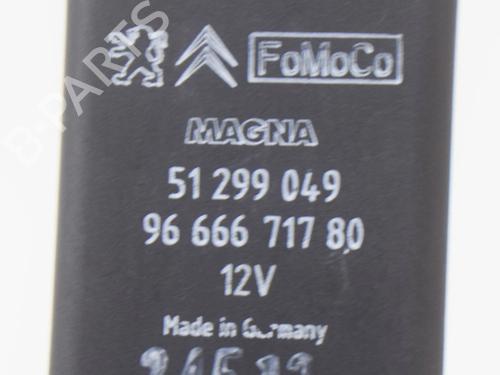 B-PARTS
FoMoCo
MAGNA
51 299 049
96 666 717 80
12V
Made in Germany